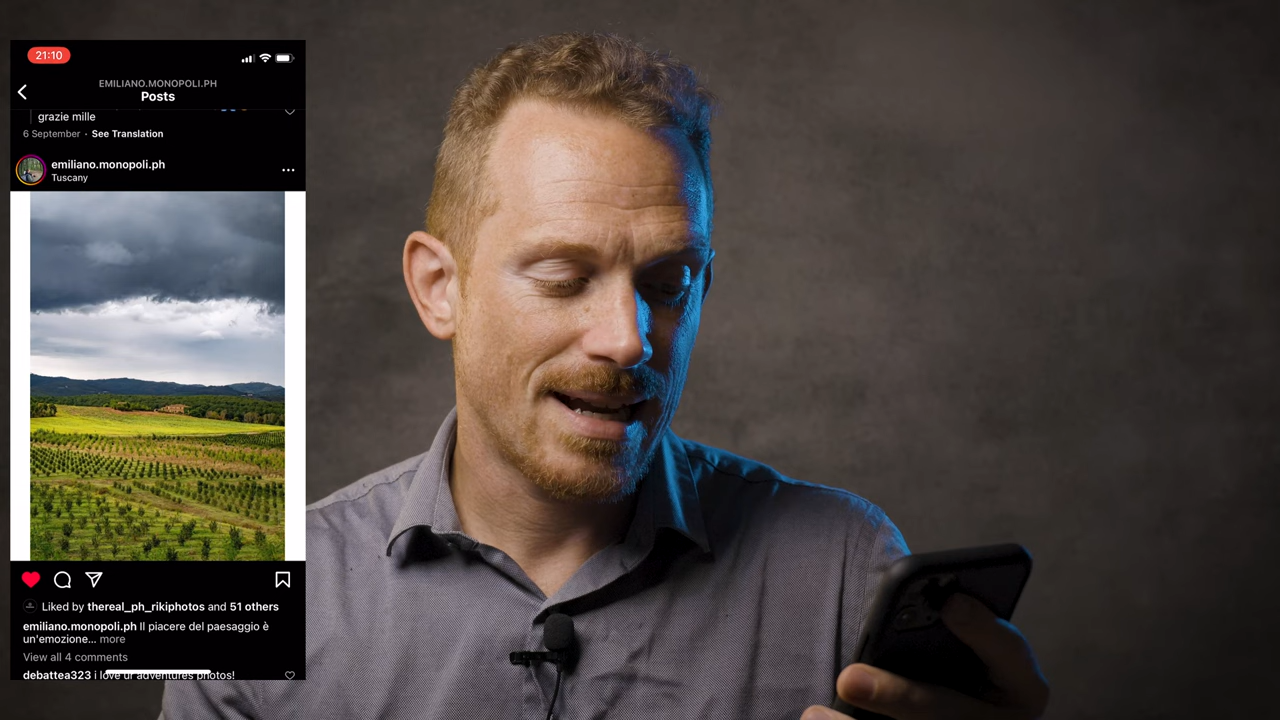 21:10
EMILIANO.MONOPOLI.PH
Posts
grazie mille
6 September · See Translation
emiliano.monopoli.ph
Tuscany
Liked by thereal_ph_rikiphotos and 51 others
emiliano.monopoli.ph Il piacere del paesaggio è
un'emozione... more
View all 4 comments
debattea323 i love ur adventures photos!